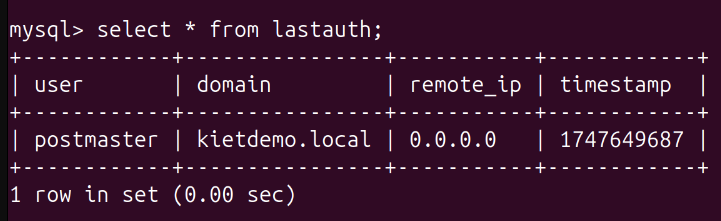 mysql> select * from lastauth;
+------------+----------------+-----------+------------+
| user       | domain         | remote_ip | timestamp  |
+------------+----------------+-----------+------------+
| postmaster | kietdemo.local | 0.0.0.0   | 1747649687 |
+------------+----------------+-----------+------------+
1 row in set (0.00 sec)